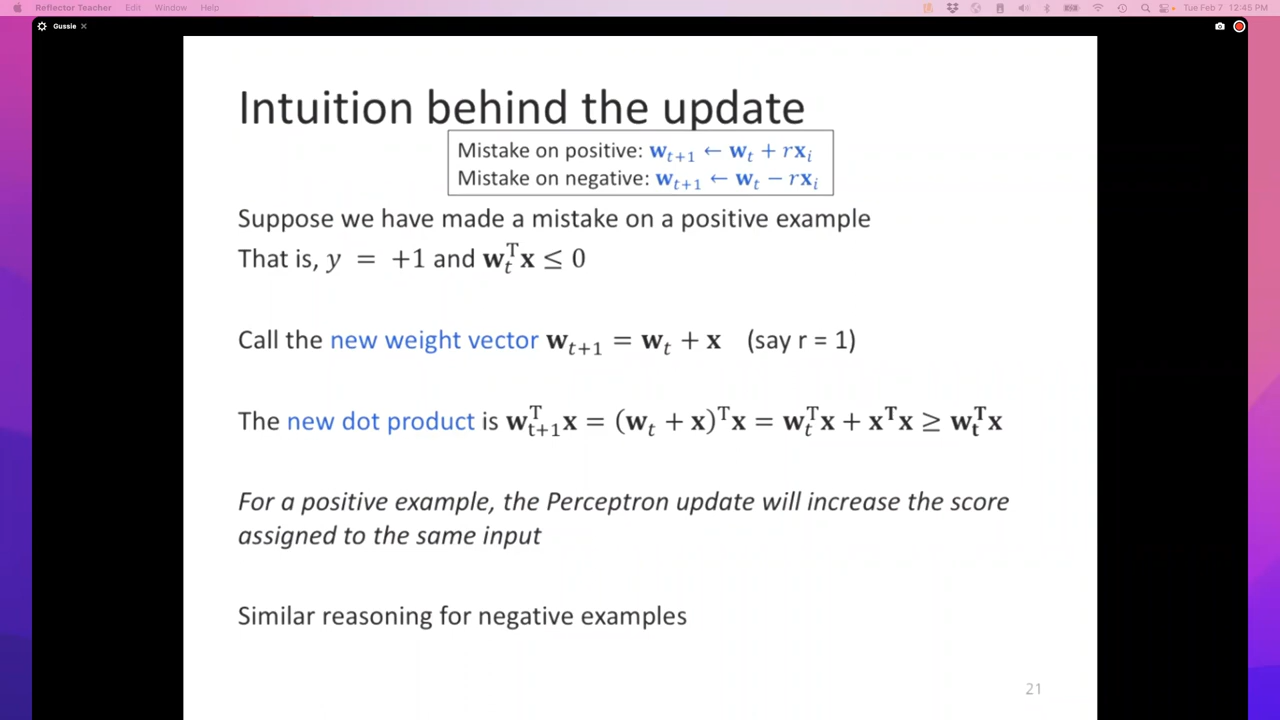 Reflector Teacher Edit Window Help Tue Feb 7 12:45 PM
Gussie ×
Intuition behind the update
Mistake on positive: w_{t+1} ← w_t + rx_i
Mistake on negative: w_{t+1} ← w_t − rx_i
Suppose we have made a mistake on a positive example
That is, y = +1 and w_t^T x ≤ 0
Call the new weight vector w_{t+1} = w_t + x (say r = 1)
The new dot product is w_{t+1}^T x = (w_t + x)^T x = w_t^T x + x^T x ≥ w_t^T x
For a positive example, the Perceptron update will increase the score
assigned to the same input
Similar reasoning for negative examples
21